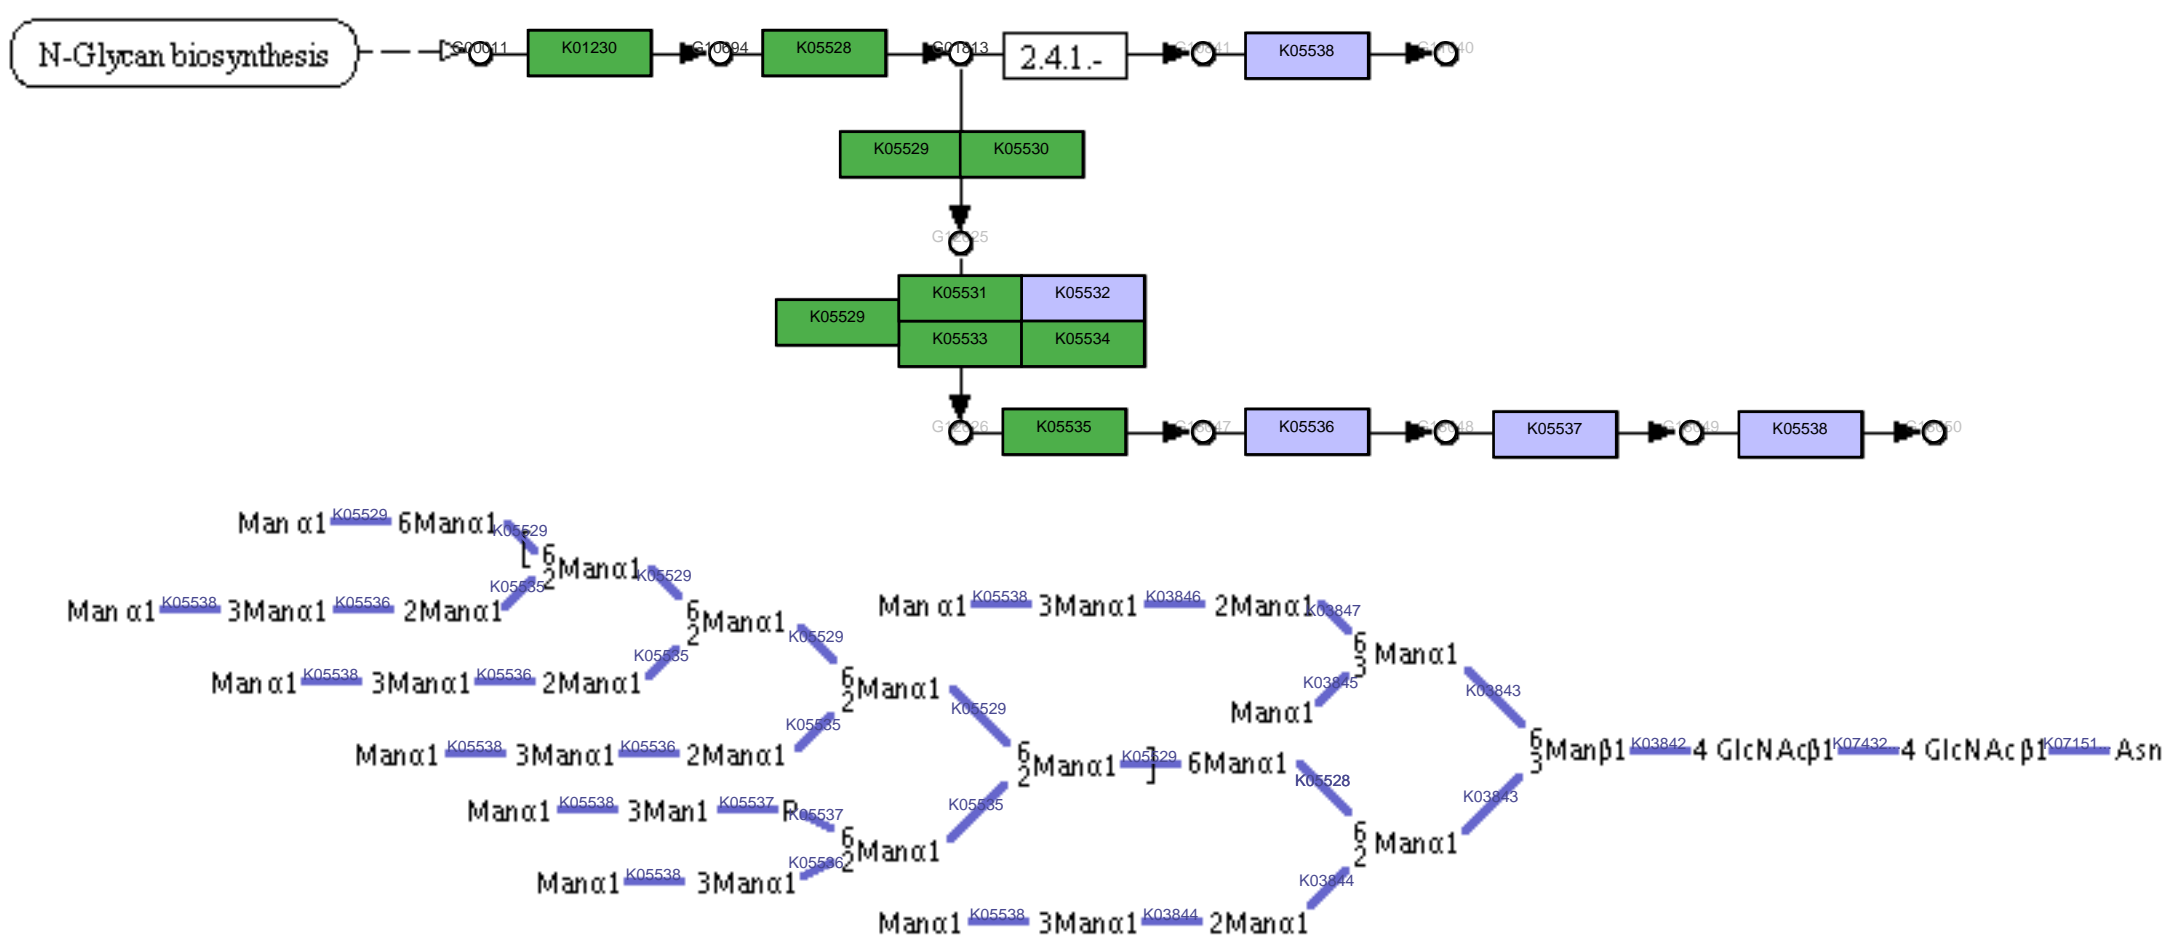 N-Glycan biosynthesis
G00011
K01230
G10694
K05528
G01813
2.4.1.-
K05538
K05529
K05530
K05531
K05532
K05529
K05533
K05534
K05535
K05536
K05537
K05538
Man α1 K05529 6Manα1 K05529
[ 6
2 Manα1 K05529
K05535
Man α1 K05538 3Manα1 K05536 2Manα1
6
2 Manα1 K05529
K05535
Manα1 K05538 3Manα1 K05536 2Manα1
6
2 Manα1 K05529
K05535
Manα1 K05538 3Manα1 K05536 2Manα1
6
2 Manα1 K05529 ] 6Manα1 K05528
Manα1 K05538 3Man1 K05537 P K05537
6
2 Manα1 K05535
K05536
Manα1 K05538 3Manα1
Man α1 K05538 3Manα1 K03846 2Manα1 K03847
6
3 Manα1 K03843
K03845
Manα1
6
3 Manβ1 K03842 4 GlcNAcβ1 K07432... 4 GlcNAcβ1 K07151... Asn
K03843
6
2 Manα1
K03844
Manα1 K05538 3Manα1 K03844 2Manα1